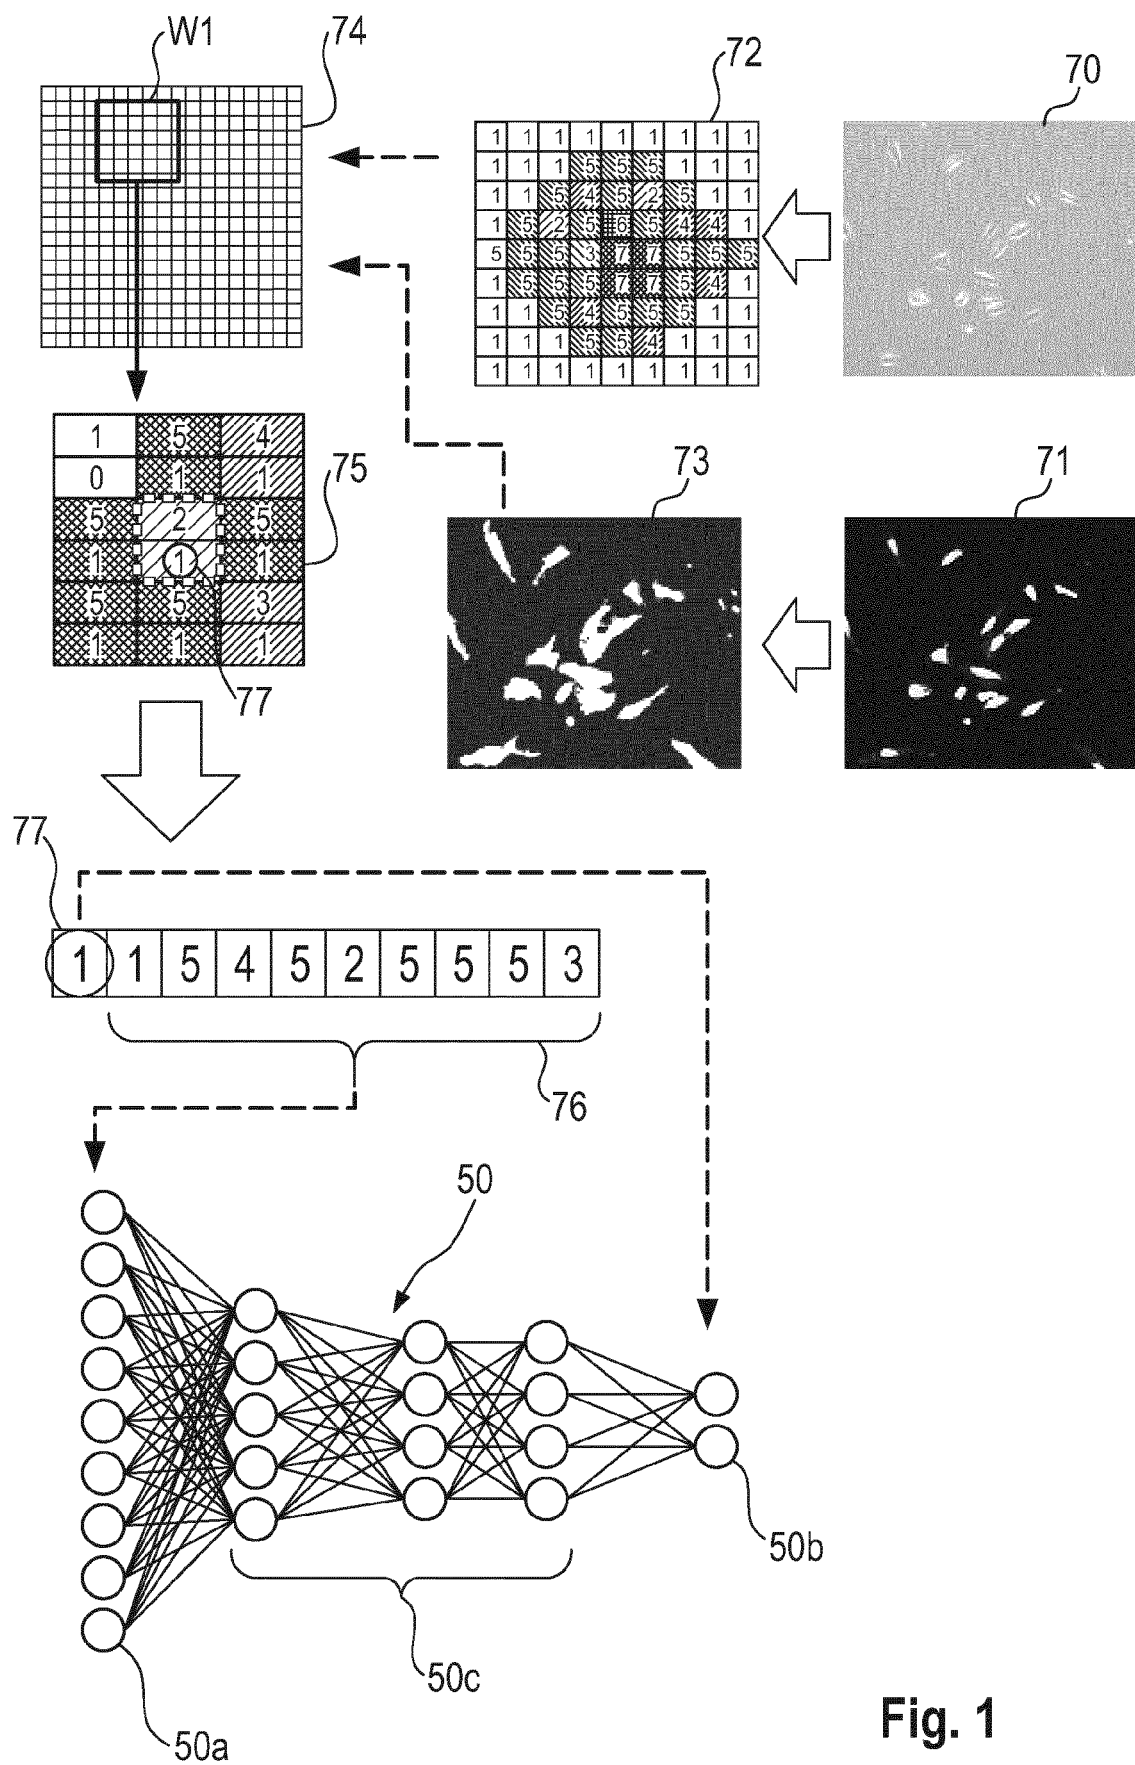 W1
74
72
70
1 1 1 1 1 1 1 1 1
1 1 1 5 5 5 1 1 1
1 1 5 4 5 2 5 1 1
1 5 2 5 6 5 4 4 1
5 5 5 3 7 7 5 5 5
1 5 5 5 7 7 5 4 1
1 1 5 4 5 5 5 1 1
1 1 1 5 5 4 1 1 1
1 1 1 1 1 1 1 1 1
1 5 4
0 1 1
5 2 5
1 1 1
5 5 3
1 1 1
75
77
73
71
77
1 1 5 4 5 2 5 5 5 3
76
50
50b
50c
50a
Fig. 1